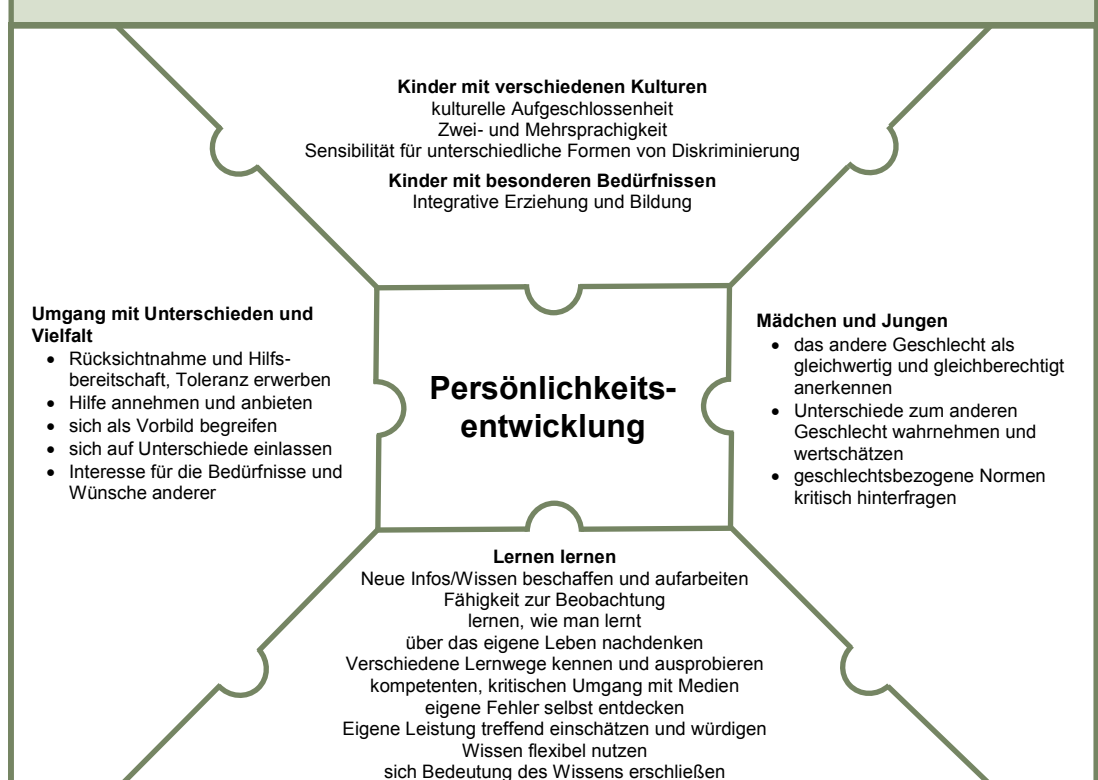 Kinder mit verschiedenen Kulturen
kulturelle Aufgeschlossenheit
Zwei- und Mehrsprachigkeit
Sensibilität für unterschiedliche Formen von Diskriminierung
Kinder mit besonderen Bedürfnissen
Integrative Erziehung und Bildung
Umgang mit Unterschieden und
Vielfalt
• Rücksichtnahme und Hilfs-
bereitschaft, Toleranz erwerben
• Hilfe annehmen und anbieten
• sich als Vorbild begreifen
• sich auf Unterschiede einlassen
• Interesse für die Bedürfnisse und
Wünsche anderer
Persönlichkeits-
entwicklung
Mädchen und Jungen
• das andere Geschlecht als
gleichwertig und gleichberechtigt
anerkennen
• Unterschiede zum anderen
Geschlecht wahrnehmen und
wertschätzen
• geschlechtsbezogene Normen
kritisch hinterfragen
Lernen lernen
Neue Infos/Wissen beschaffen und aufarbeiten
Fähigkeit zur Beobachtung
lernen, wie man lernt
über das eigene Leben nachdenken
Verschiedene Lernwege kennen und ausprobieren
kompetenten, kritischen Umgang mit Medien
eigene Fehler selbst entdecken
Eigene Leistung treffend einschätzen und würdigen
Wissen flexibel nutzen
sich Bedeutung des Wissens erschließen